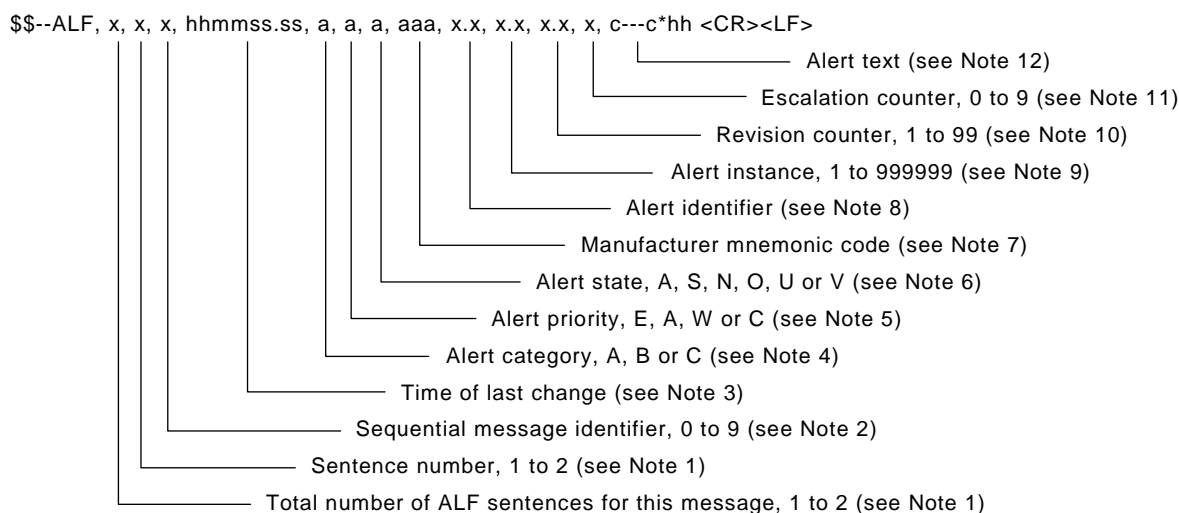 $$--ALF, x, x, x, hhmmss.ss, a, a, a, aaa, x.x, x.x, x.x, x, c---c*hh <CR><LF>
Alert text (see Note 12)
Escalation counter, 0 to 9 (see Note 11)
Revision counter, 1 to 99 (see Note 10)
Alert instance, 1 to 999999 (see Note 9)
Alert identifier (see Note 8)
Manufacturer mnemonic code (see Note 7)
Alert state, A, S, N, O, U or V (see Note 6)
Alert priority, E, A, W or C (see Note 5)
Alert category, A, B or C (see Note 4)
Time of last change (see Note 3)
Sequential message identifier, 0 to 9 (see Note 2)
Sentence number, 1 to 2 (see Note 1)
Total number of ALF sentences for this message, 1 to 2 (see Note 1)